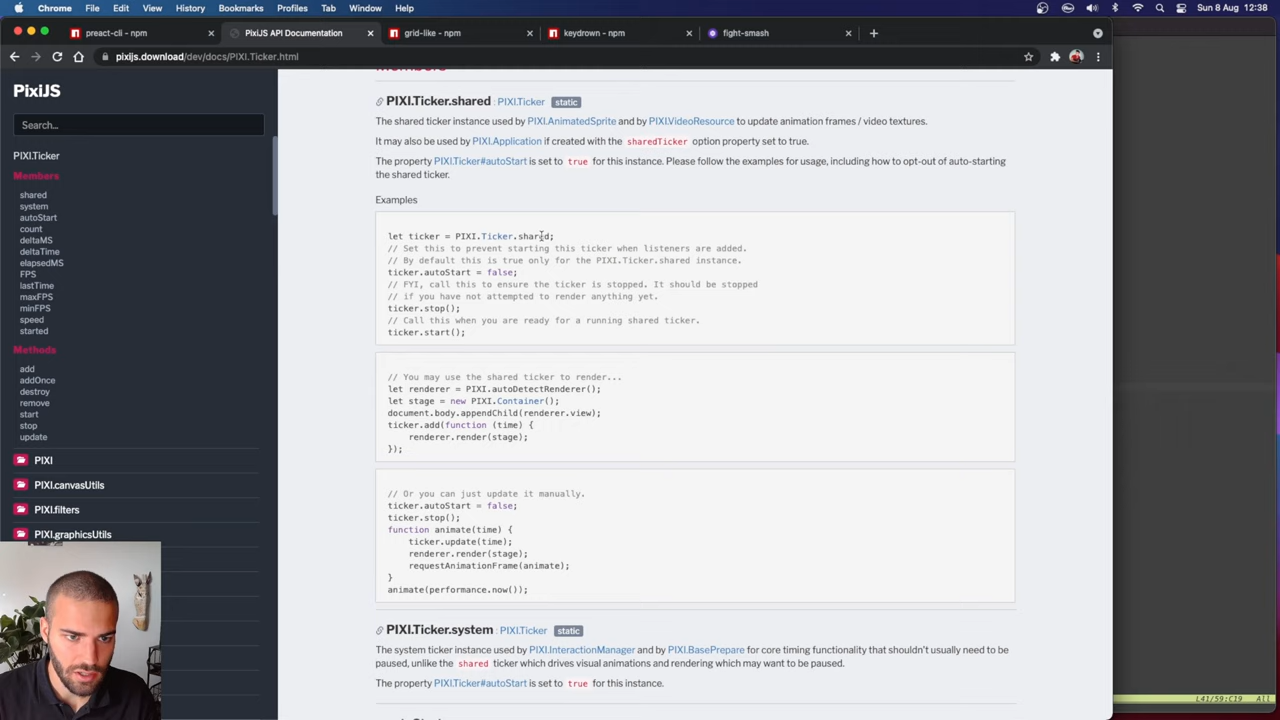 Chrome File Edit View History Bookmarks Profiles Tab Window Help Sun 8 Aug 12:38
preact-cli - npm PixiJS API Documentation grid-like - npm keydrown - npm fight-smash
pixijs.download/dev/docs/PIXI.Ticker.html
PixiJS
Search...
PIXI.Ticker
Members
shared
system
autoStart
count
deltaMS
deltaTime
elapsedMS
FPS
lastTime
maxFPS
minFPS
speed
started
Methods
add
addOnce
destroy
remove
start
stop
update
PIXI
PIXI.canvasUtils
PIXI.filters
PIXI.graphicsUtils
Members
PIXI.Ticker.shared : PIXI.Ticker static
The shared ticker instance used by PIXI.AnimatedSprite and by PIXI.VideoResource to update animation frames / video textures.
It may also be used by PIXI.Application if created with the sharedTicker option property set to true.
The property PIXI.Ticker#autoStart is set to true for this instance. Please follow the examples for usage, including how to opt-out of auto-starting
the shared ticker.
Examples
let ticker = PIXI.Ticker.shared;
// Set this to prevent starting this ticker when listeners are added.
// By default this is true only for the PIXI.Ticker.shared instance.
ticker.autoStart = false;
// FYI, call this to ensure the ticker is stopped. It should be stopped
// if you have not attempted to render anything yet.
ticker.stop();
// Call this when you are ready for a running shared ticker.
ticker.start();
// You may use the shared ticker to render...
let renderer = PIXI.autoDetectRenderer();
let stage = new PIXI.Container();
document.body.appendChild(renderer.view);
ticker.add(function (time) {
renderer.render(stage);
});
// Or you can just update it manually.
ticker.autoStart = false;
ticker.stop();
function animate(time) {
ticker.update(time);
renderer.render(stage);
requestAnimationFrame(animate);
}
animate(performance.now());
PIXI.Ticker.system : PIXI.Ticker static
The system ticker instance used by PIXI.InteractionManager and by PIXI.BasePrepare for core timing functionality that shouldn't usually need to be
paused, unlike the shared ticker which drives visual animations and rendering which may want to be paused.
The property PIXI.Ticker#autoStart is set to true for this instance.
L41/59:C19 All